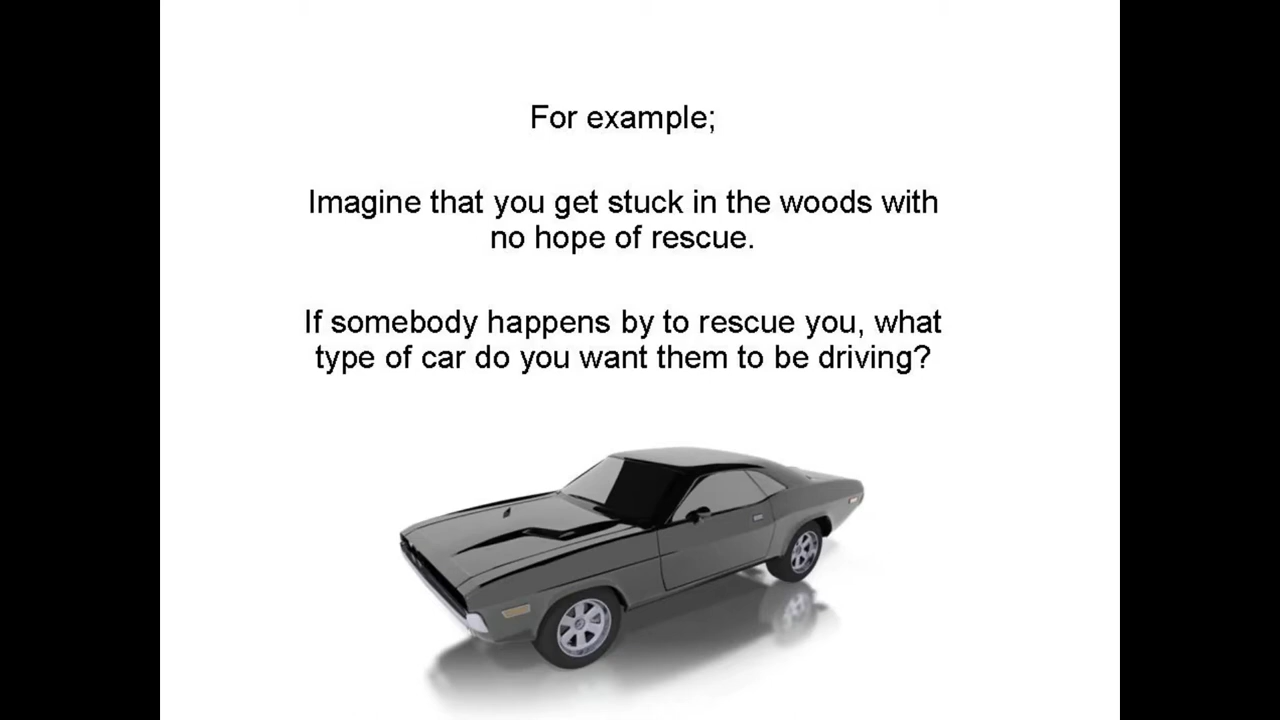 For example;
Imagine that you get stuck in the woods with
no hope of rescue.
If somebody happens by to rescue you, what
type of car do you want them to be driving?